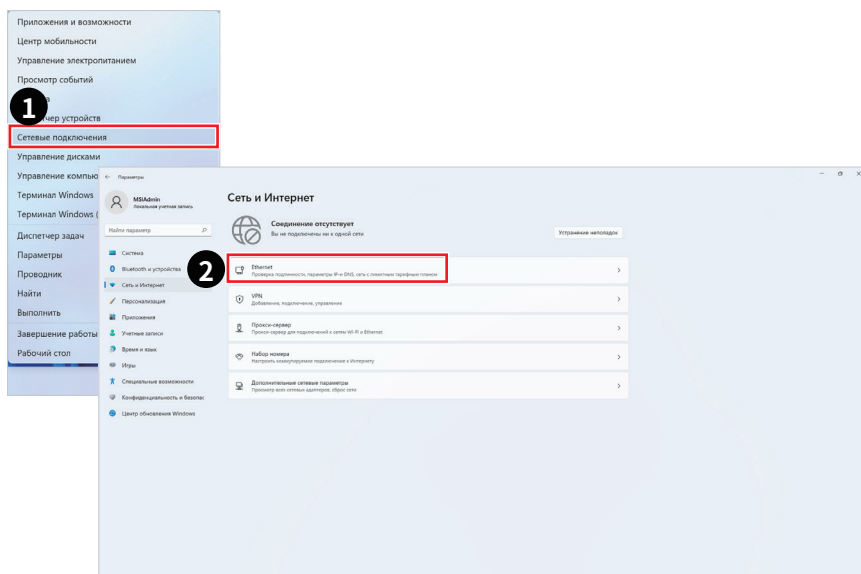 Приложения и возможности
Центр мобильности
Управление электропитанием
Просмотр событий
1
Сетевые подключения
Управление дисками
Управление компью
Терминал Windows
Терминал Windows (
Диспетчер задач
Параметры
Проводник
Найти
Выполнить
Завершение работы
Рабочий стол
Параметры
MSiAdmin
Локальная учетная запись
Найти параметр
Система
Bluetooth и устройства
Сеть и Интернет
Персонализация
Приложения
Учетные записи
Время и язык
Игры
Специальные возможности
Конфиденциальность и безопас
Центр обновления Windows
Сеть и Интернет
Соединение отсутствует
Вы не подключены ни к одной сети
Устранение неполадок
2
Ethernet
Проверка подлинности, параметры IP и DNS, сеть с лимитным тарифным планом
VPN
Добавление, подключение, управление
Прокси-сервер
Прокси-сервер для подключений к сетям Wi-Fi и Ethernet
Набор номера
Настроить коммутируемое подключение к Интернету
Дополнительные сетевые параметры
Просмотр всех сетевых адаптеров, сброс сети